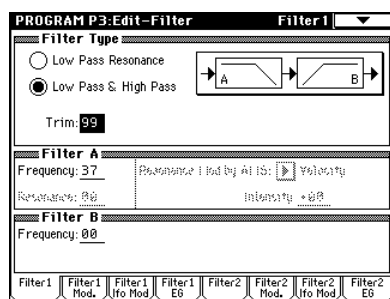 PROGRAM P3:Edit-Filter Filter1
Filter Type
Low Pass Resonance
Low Pass & High Pass
A B
Trim: 99
Filter A
Frequency: 37 Resonance Mod by AMS: Velocity
Resonance: 00 Intensity +00
Filter B
Frequency: 00
Filter1 Filter1 Mod. Filter1 lfo Mod Filter1 EG Filter2 Filter2 Mod. Filter2 lfo Mod Filter2 EG